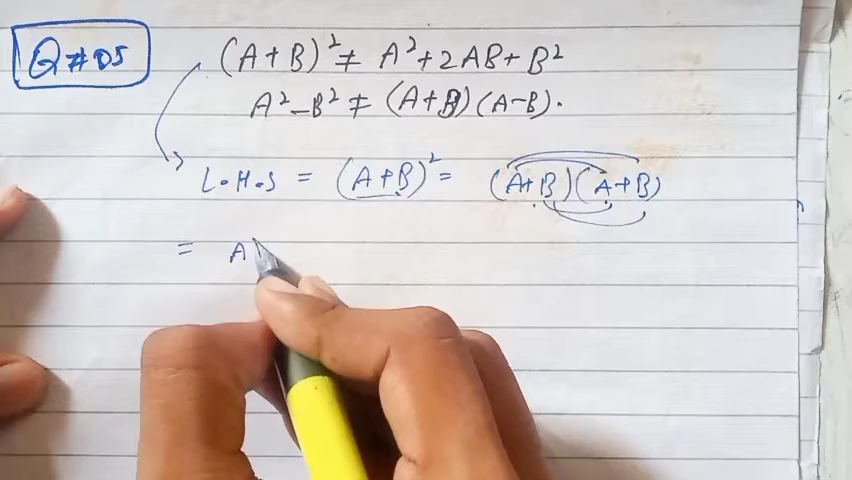 Q#05
(A+B)² ≠ A²+2AB+B²
A²-B² ≠ (A+B)(A-B).
L.H.S = (A+B)² = (A+B)(A+B)
= A